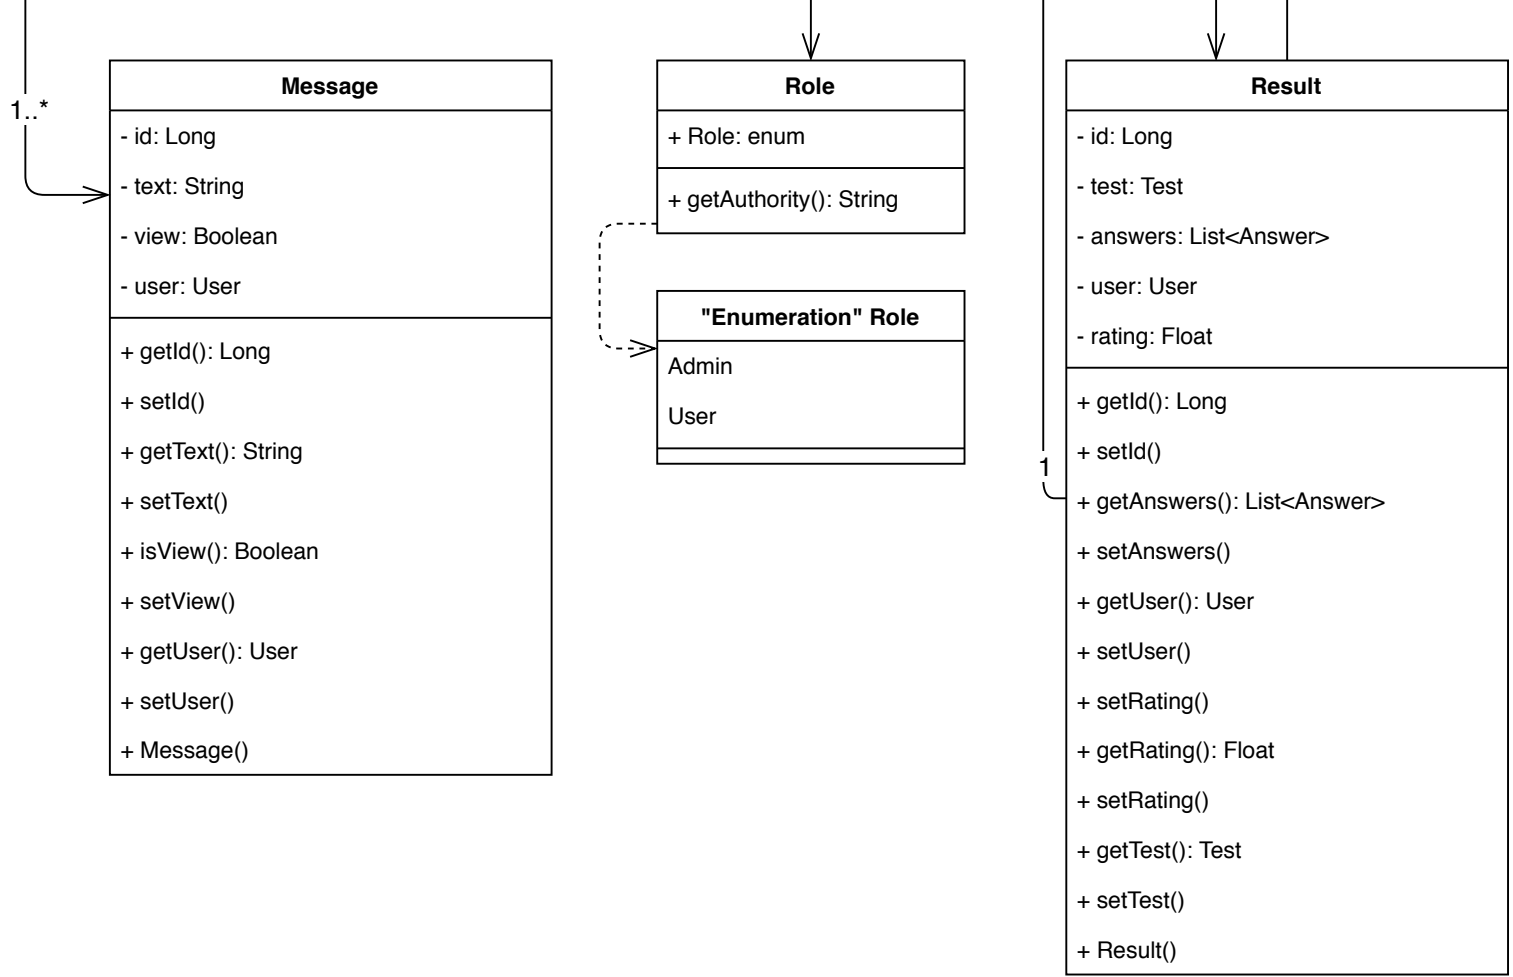 1..*
Message
- id: Long
- text: String
- view: Boolean
- user: User
+ getId(): Long
+ setId()
+ getText(): String
+ setText()
+ isView(): Boolean
+ setView()
+ getUser(): User
+ setUser()
+ Message()
Role
+ Role: enum
+ getAuthority(): String
"Enumeration" Role
Admin
User
1
Result
- id: Long
- test: Test
- answers: List<Answer>
- user: User
- rating: Float
+ getId(): Long
+ setId()
+ getAnswers(): List<Answer>
+ setAnswers()
+ getUser(): User
+ setUser()
+ setRating()
+ getRating(): Float
+ setRating()
+ getTest(): Test
+ setTest()
+ Result()